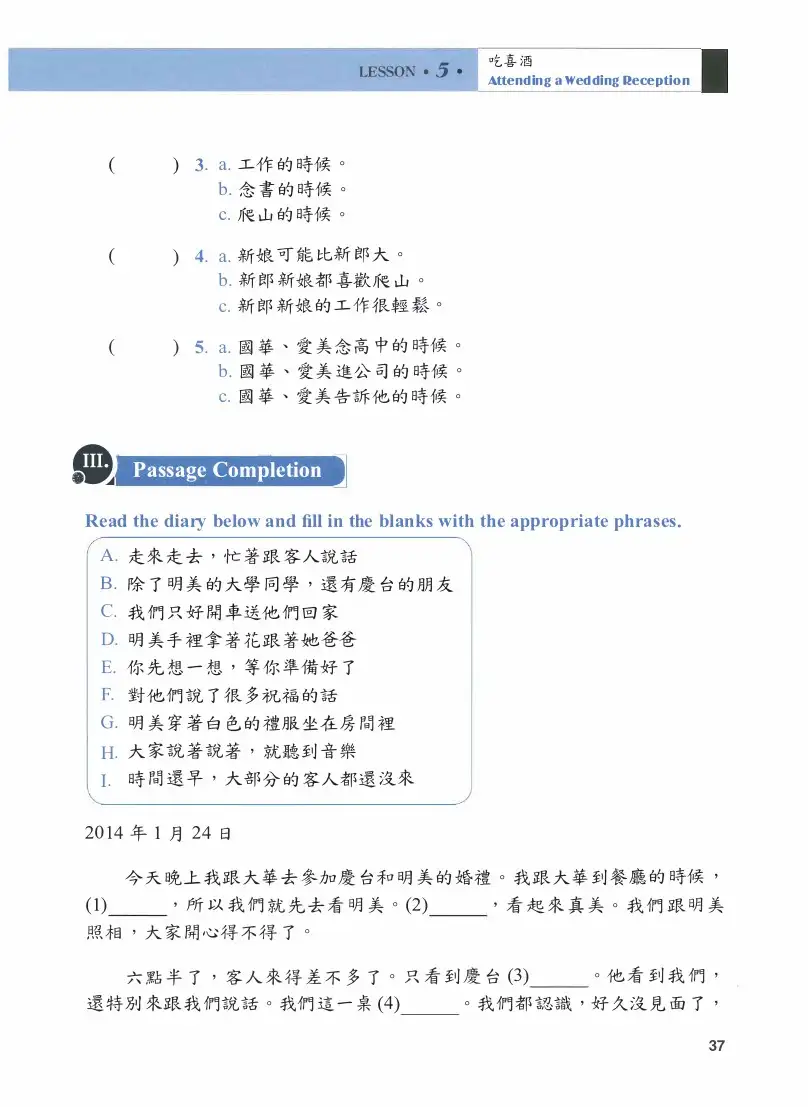 LESSON • 5 •
吃喜酒
Attending a Wedding Reception
(      ) 3. a. 工作的時候。
b. 念書的時候。
c. 爬山的時候。
(      ) 4. a. 新娘可能比新郎大。
b. 新郎新娘都喜歡爬山。
c. 新郎新娘的工作很輕鬆。
(      ) 5. a. 國華、愛美念高中的時候。
b. 國華、愛美進公司的時候。
c. 國華、愛美告訴他的時候。
III. Passage Completion
Read the diary below and fill in the blanks with the appropriate phrases.
A. 走來走去，忙著跟客人說話
B. 除了明美的大學同學，還有慶台的朋友
C. 我們只好開車送他們回家
D. 明美手裡拿著花跟著她爸爸
E. 你先想一想，等你準備好了
F. 對他們說了很多祝福的話
G. 明美穿著白色的禮服坐在房間裡
H. 大家說著說著，就聽到音樂
I. 時間還早，大部分的客人都還沒來
2014 年 1 月 24 日
今天晚上我跟大華去參加慶台和明美的婚禮。我跟大華到餐廳的時候，
(1)______，所以我們就先去看明美。(2)______，看起來真美。我們跟明美
照相，大家開心得不得了。
六點半了，客人來得差不多了。只看到慶台 (3)______。他看到我們，
還特別來跟我們說話。我們這一桌 (4)______。我們都認識，好久沒見面了，
37